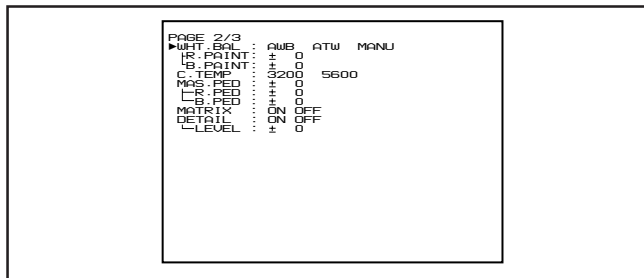 PAGE 2/3
►WHT.BAL : AWB ATW MANU
├R.PAINT: ± 0
└B.PAINT: ± 0
C.TEMP : 3200 5600
MAS.PED : ± 0
├─R.PED : ± 0
└─B.PED : ± 0
MATRIX : ON OFF
DETAIL : ON OFF
└─LEVEL : ± 0